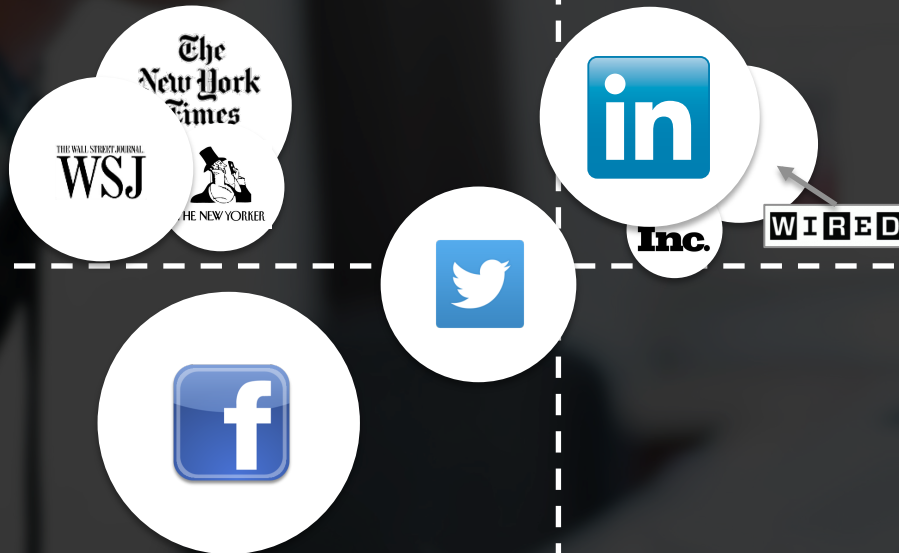 The
New York
Times
THE WALL STREET JOURNAL.
WSJ
THE NEW YORKER
in
Inc.
WIRED
f